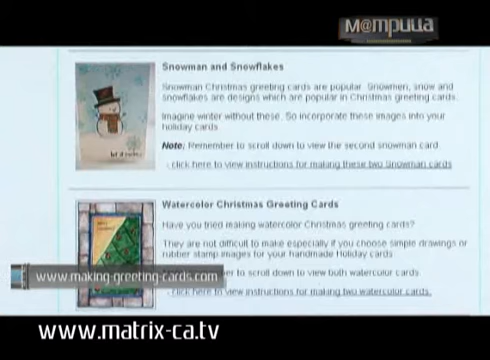 М@трица
Snowman and Snowflakes
Snowman Christmas greeting cards are popular. Snowmen, snow and
snowflakes are designs which are popular in Christmas greeting cards.
Imagine winter without these. So incorporate these images into your
holiday cards.
Note: Remember to scroll down to view the second snowman card.
- click here to view instructions for making these two Snowman cards
let it snow
Watercolor Christmas Greeting Cards
Have you tried making watercolor Christmas greeting cards?
They are not difficult to make especially if you choose simple drawings or
rubber stamp images for your handmade Holiday cards
to scroll down to view both watercolor cards
- click here to view instructions for making two watercolor cards.
www.making-greeting-cards.com
www.matrix-ca.tv